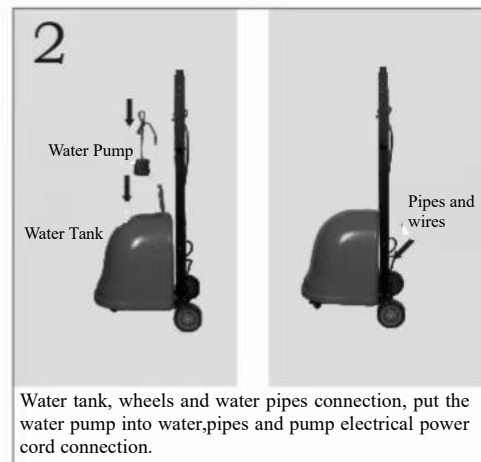 2
Water Pump
Water Tank
Pipes and
wires
Water tank, wheels and water pipes connection, put the
water pump into water,pipes and pump electrical power
cord connection.